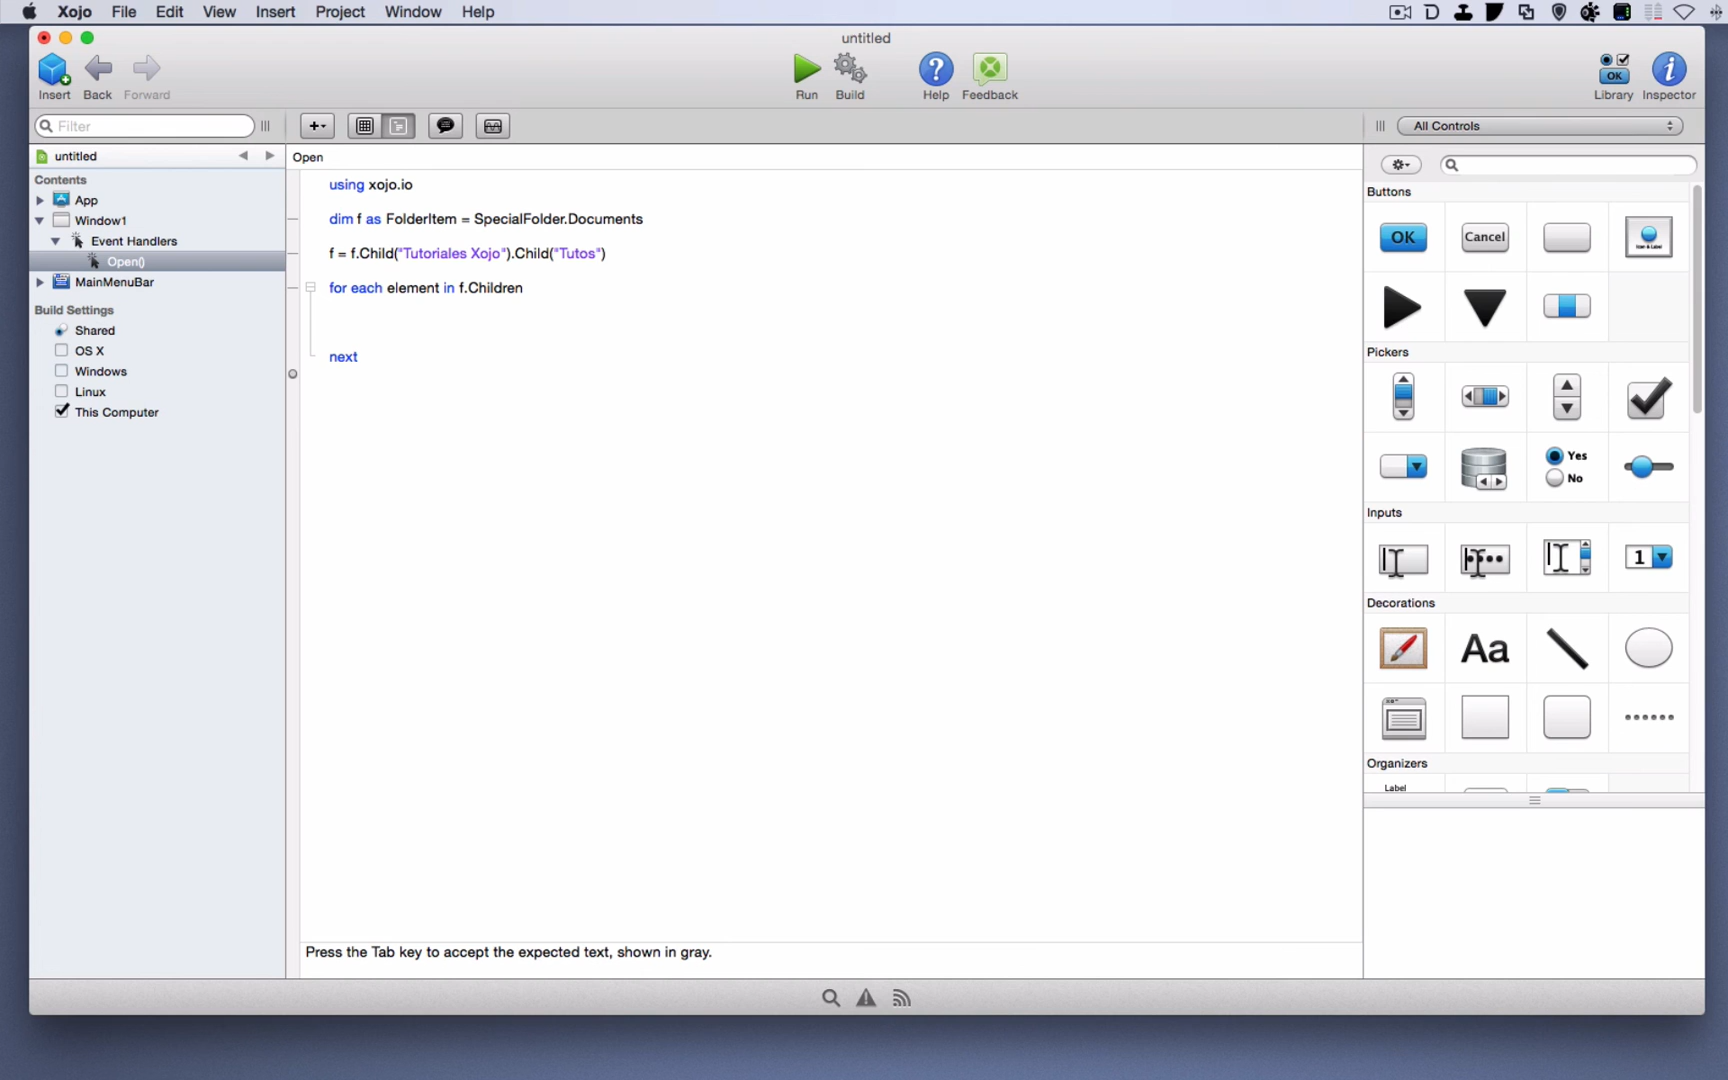 Xojo File Edit View Insert Project Window Help
untitled
Insert Back Forward Run Build Help Feedback Library Inspector
OK
Filter
All Controls
untitled
Open
Contents
App
Window1
Event Handlers
Open()
MainMenuBar
Build Settings
Shared
OS X
Windows
Linux
This Computer
using xojo.io
dim f as FolderItem = SpecialFolder.Documents
f = f.Child("Tutoriales Xojo").Child("Tutos")
for each element in f.Children
next
Press the Tab key to accept the expected text, shown in gray.
Buttons
OK Cancel
Pickers
Yes
No
Inputs
1
Decorations
Aa
Organizers
Label